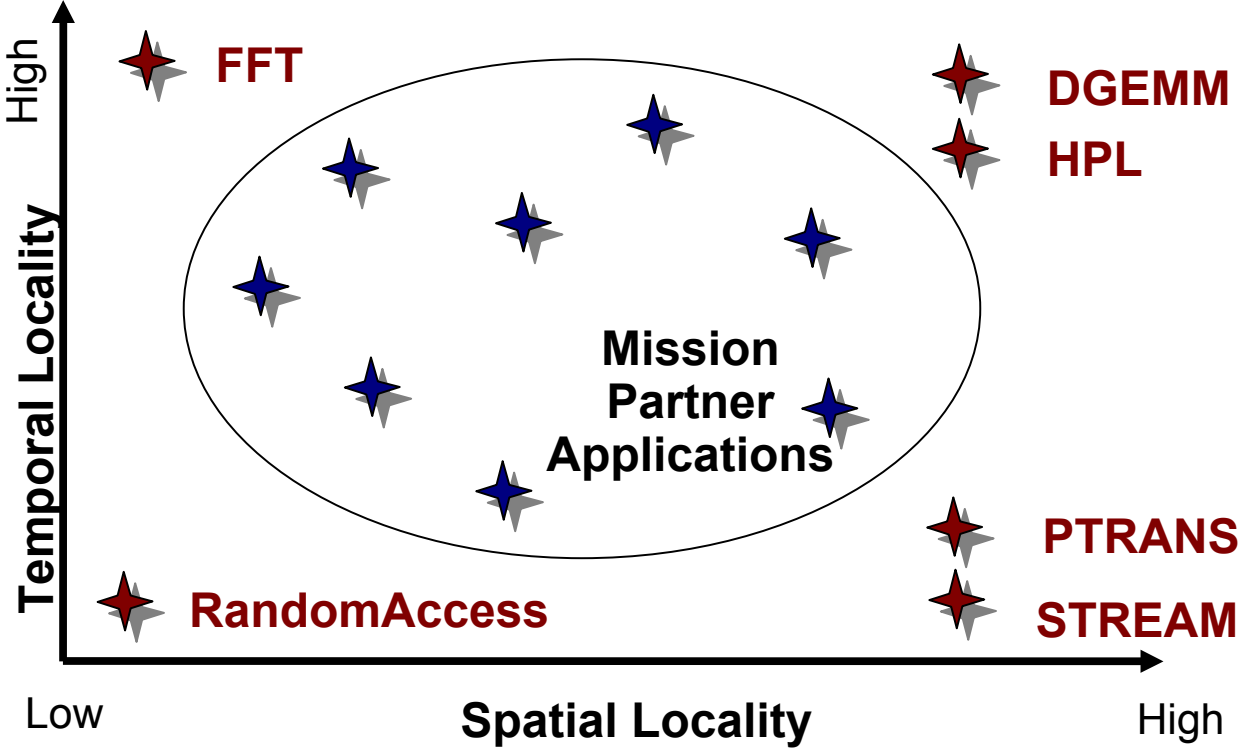 High
FFT
DGEMM
HPL
Temporal Locality
Mission
Partner
Applications
PTRANS
RandomAccess
STREAM
Low
Spatial Locality
High